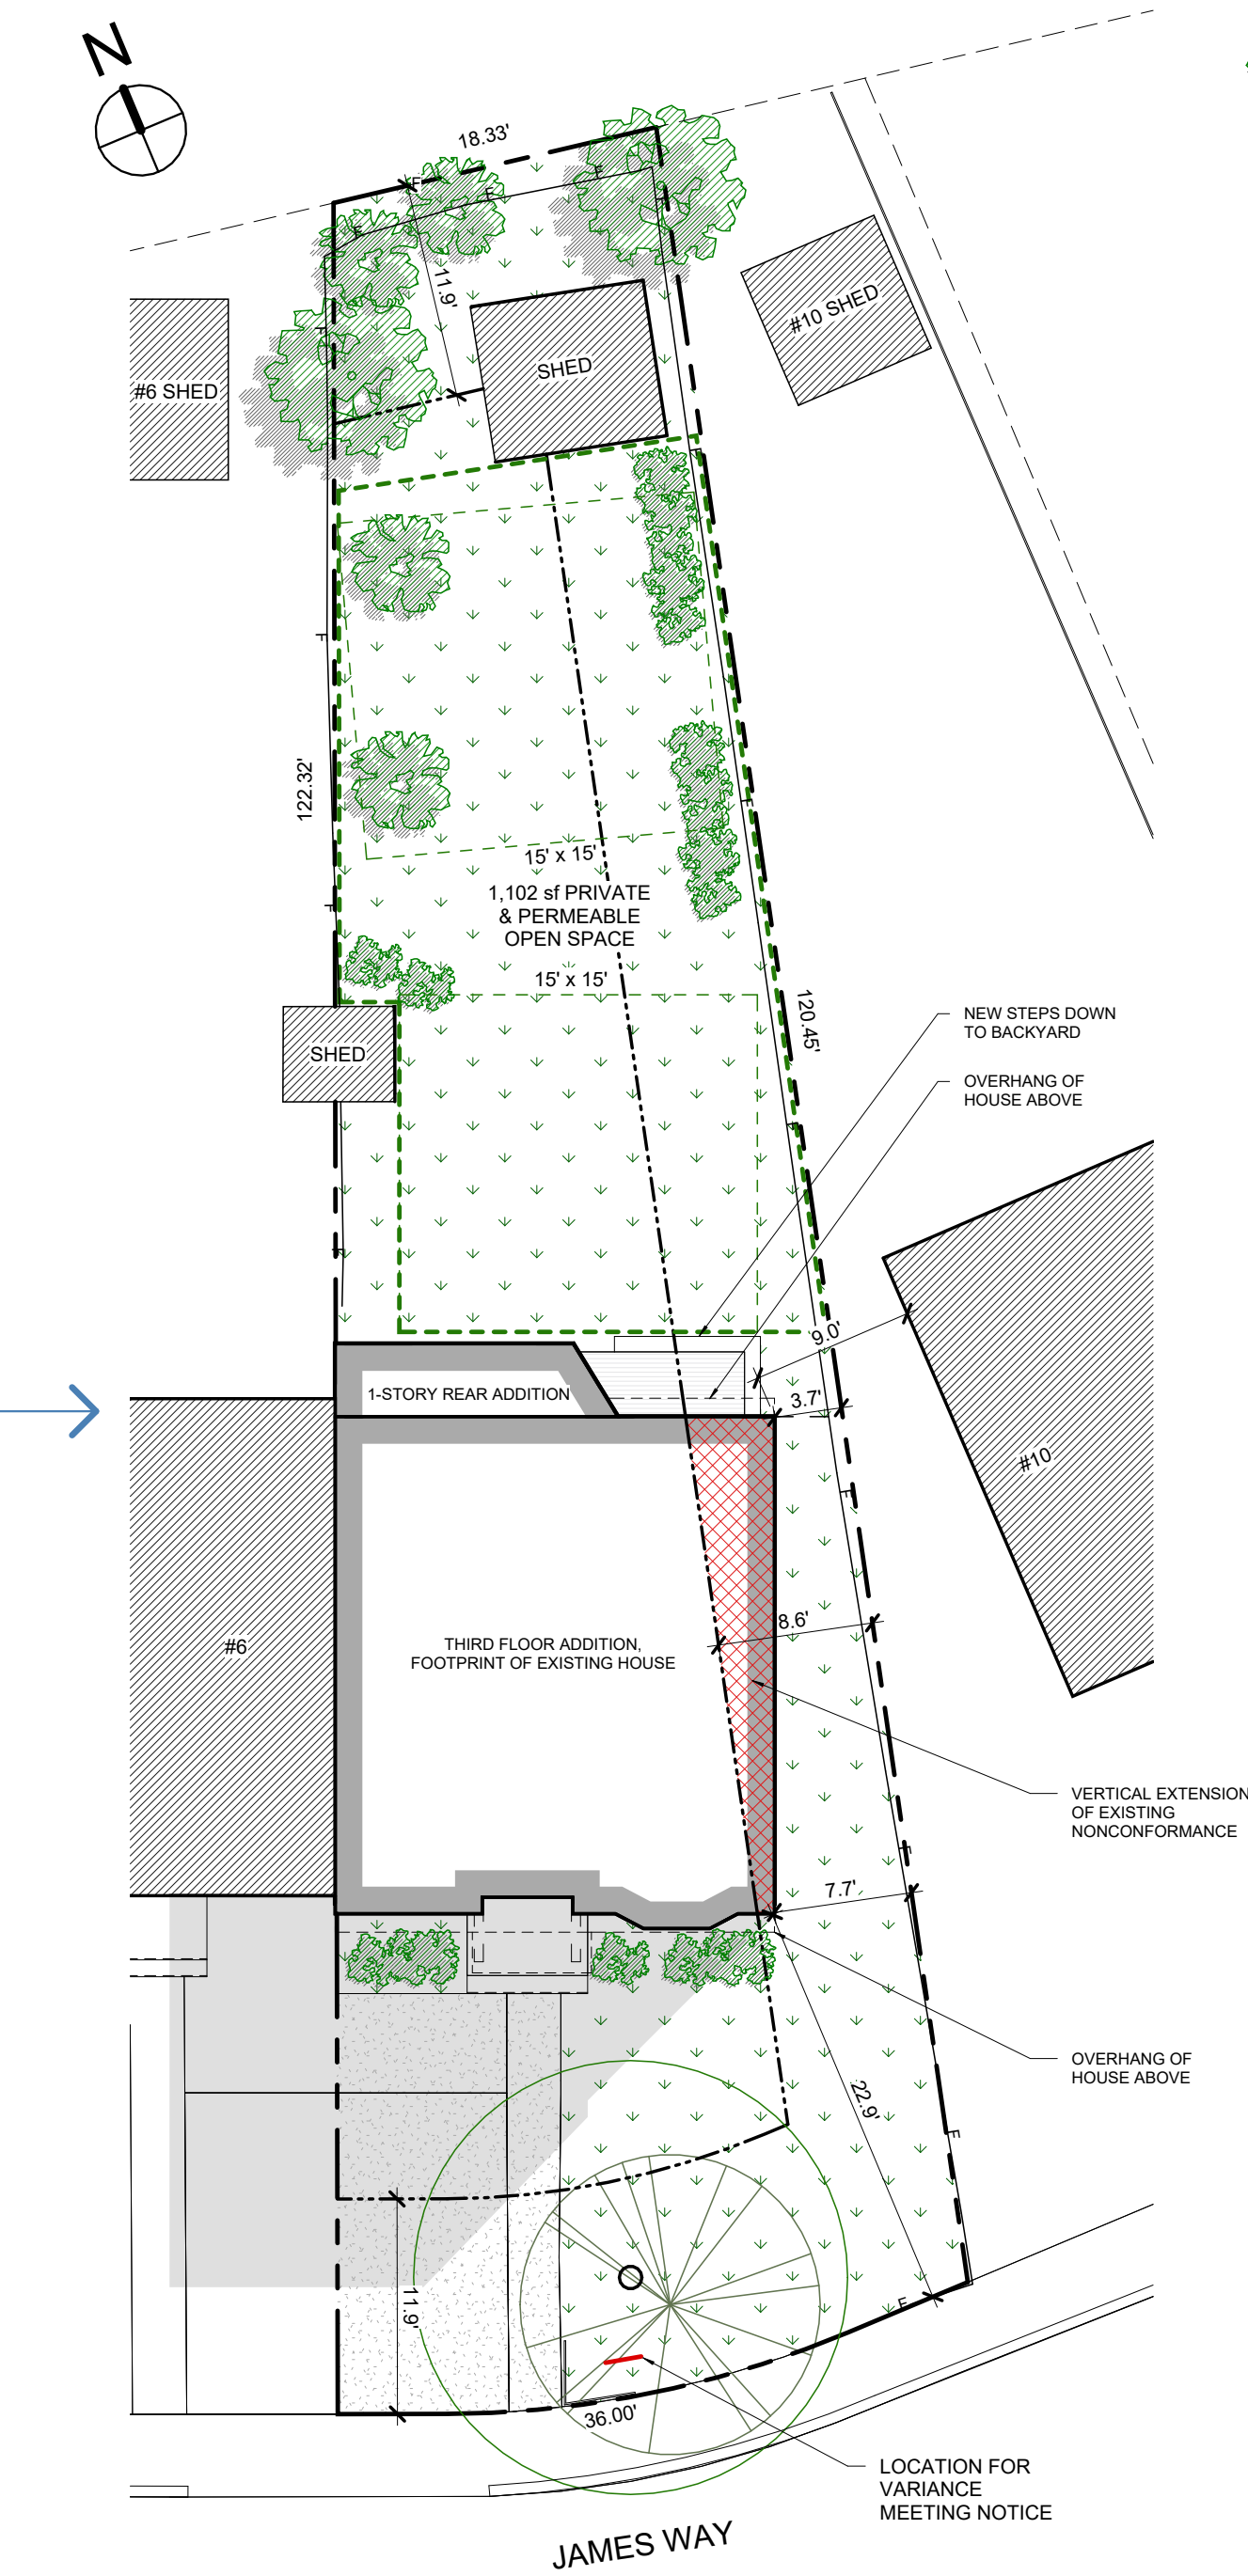 N
18.33'
F
F
F
F
11.9'
F
#10 SHED
SHED
#6 SHED
F
F
F
122.32'
F
15' x 15'
1,102 sf PRIVATE
& PERMEABLE
OPEN SPACE
F
15' x 15'
120.45'
NEW STEPS DOWN
TO BACKYARD
SHED
OVERHANG OF
HOUSE ABOVE
F
F
9.0'
1-STORY REAR ADDITION
3.7'
#10
F
8.6'
#6
THIRD FLOOR ADDITION,
FOOTPRINT OF EXISTING HOUSE
VERTICAL EXTENSION
OF EXISTING
NONCONFORMANCE
F
7.7'
OVERHANG OF
HOUSE ABOVE
22.9'
F
11.9'
F
36.00'
LOCATION FOR
VARIANCE
MEETING NOTICE
JAMES WAY